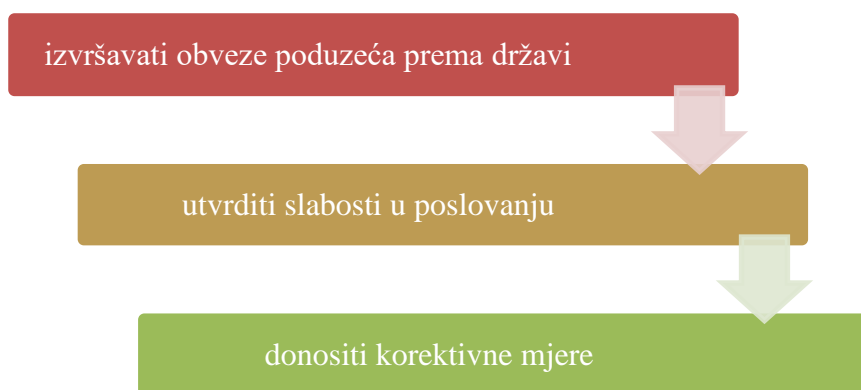 izvršavati obveze poduzeća prema državi
utvrditi slabosti u poslovanju
donositi korektivne mjere